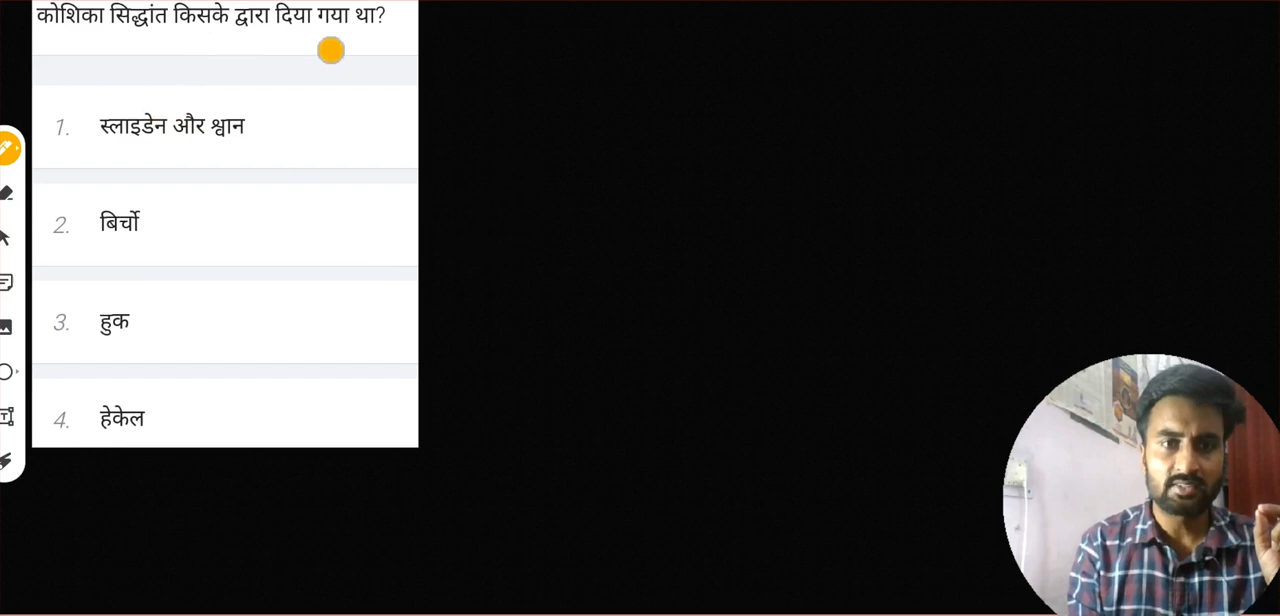 कोशिका सिद्धांत किसके द्वारा दिया गया था?
1. स्लाइडेन और श्वान
2. बिर्चो
3. हुक
4. हेकेल